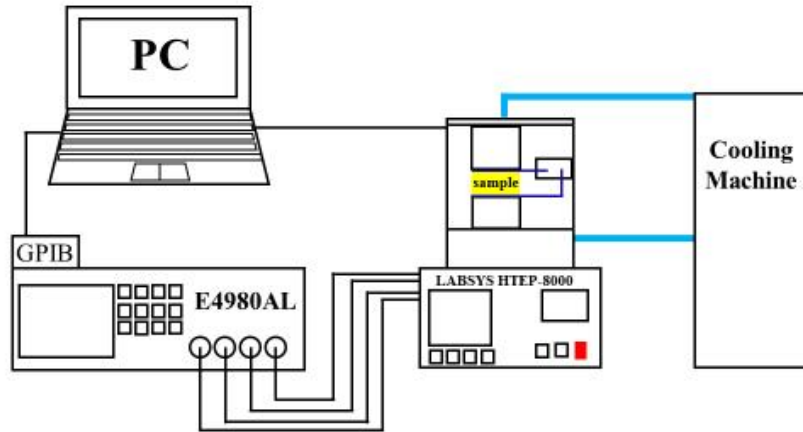 PC
Cooling
Machine
sample
GPIB
E4980AL
LABSYS HTEP-8000